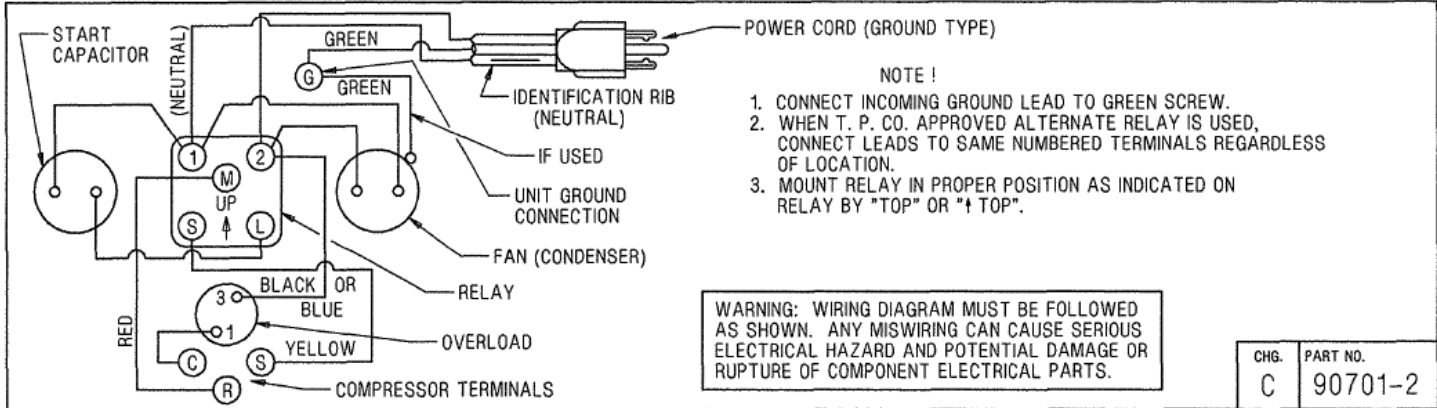 START
CAPACITOR
(NEUTRAL)
GREEN
G
GREEN
POWER CORD (GROUND TYPE)
IDENTIFICATION RIB
(NEUTRAL)
IF USED
UNIT GROUND
CONNECTION
FAN (CONDENSER)
1
2
M
UP
S
L
RELAY
BLACK OR
BLUE
3
1
OVERLOAD
RED
YELLOW
C
S
R
COMPRESSOR TERMINALS
NOTE !
1. CONNECT INCOMING GROUND LEAD TO GREEN SCREW.
2. WHEN T. P. CO. APPROVED ALTERNATE RELAY IS USED,
CONNECT LEADS TO SAME NUMBERED TERMINALS REGARDLESS
OF LOCATION.
3. MOUNT RELAY IN PROPER POSITION AS INDICATED ON
RELAY BY "TOP" OR "↑ TOP".
WARNING: WIRING DIAGRAM MUST BE FOLLOWED
AS SHOWN. ANY MISWIRING CAN CAUSE SERIOUS
ELECTRICAL HAZARD AND POTENTIAL DAMAGE OR
RUPTURE OF COMPONENT ELECTRICAL PARTS.
CHG.
C
PART NO.
90701-2